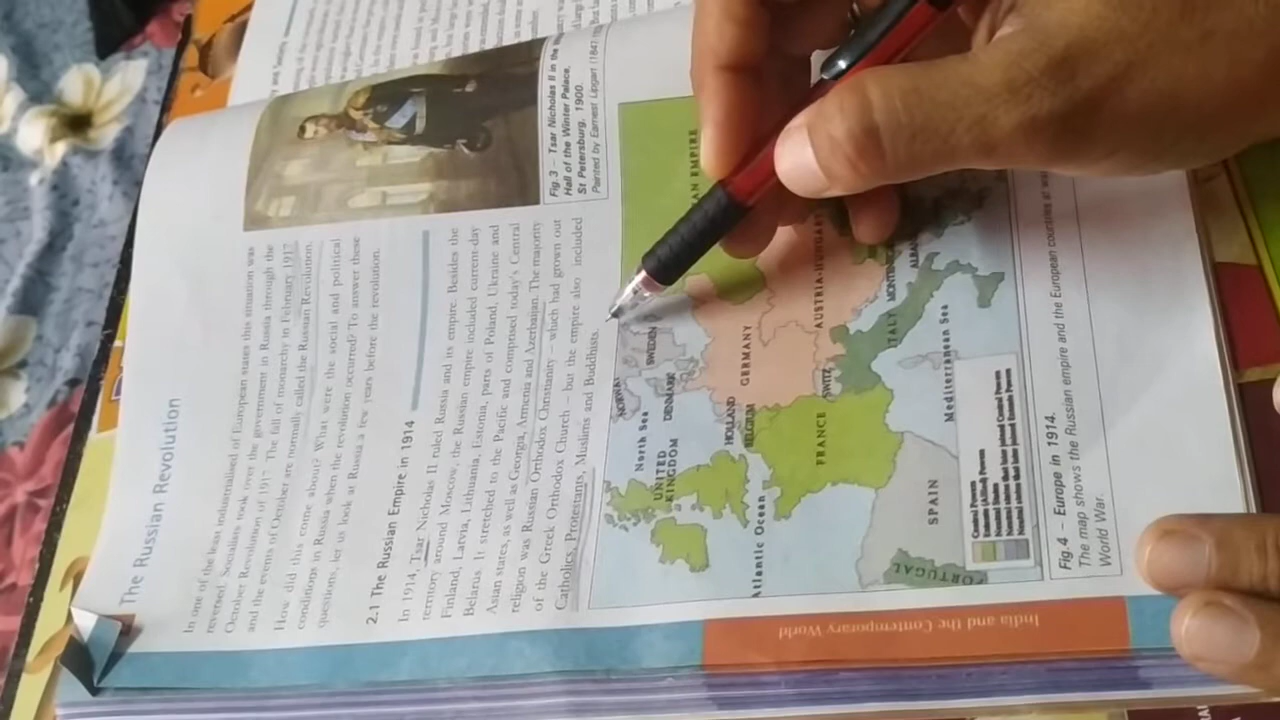 The Russian Revolution
In one of the least industrialised of European states this situation was
reversed. Socialists took over the government in Russia through the
October Revolution of 1917. The fall of monarchy in February 1917
and the events of October are normally called the Russian Revolution.
How did this come about? What were the social and political
conditions in Russia when the revolution occurred? To answer these
questions, let us look at Russia a few years before the revolution.
2.1 The Russian Empire in 1914
In 1914, Tsar Nicholas II ruled Russia and its empire. Besides the
territory around Moscow, the Russian empire included current-day
Finland, Latvia, Lithuania, Estonia, parts of Poland, Ukraine and
Belarus. It stretched to the Pacific and comprised today's Central
Asian states, as well as Georgia, Armenia and Azerbaijan. The majority
religion was Russian Orthodox Christianity – which had grown out
of the Greek Orthodox Church – but the empire also included
Catholics, Protestants, Muslims and Buddhists.
Fig.3 – Tsar Nicholas II in the
Hall of the Winter Palace,
St Petersburg, 1900.
Painted by Earnest Lipgart (1847
EMPIRE
NORWAY
SWEDEN
North Sea
DENMARK
UNITED
KINGDOM
HOLLAND
BELGIUM
GERMANY
AUSTRIA-HUNGARY
Atlantic Ocean
FRANCE
SWITZ
ITALY
SPAIN
PORTUGAL
Mediterranean Sea
Central Powers
Fig.4 – Europe in 1914.
The map shows the Russian empire and the European countries at
World War.
India and the Contemporary World